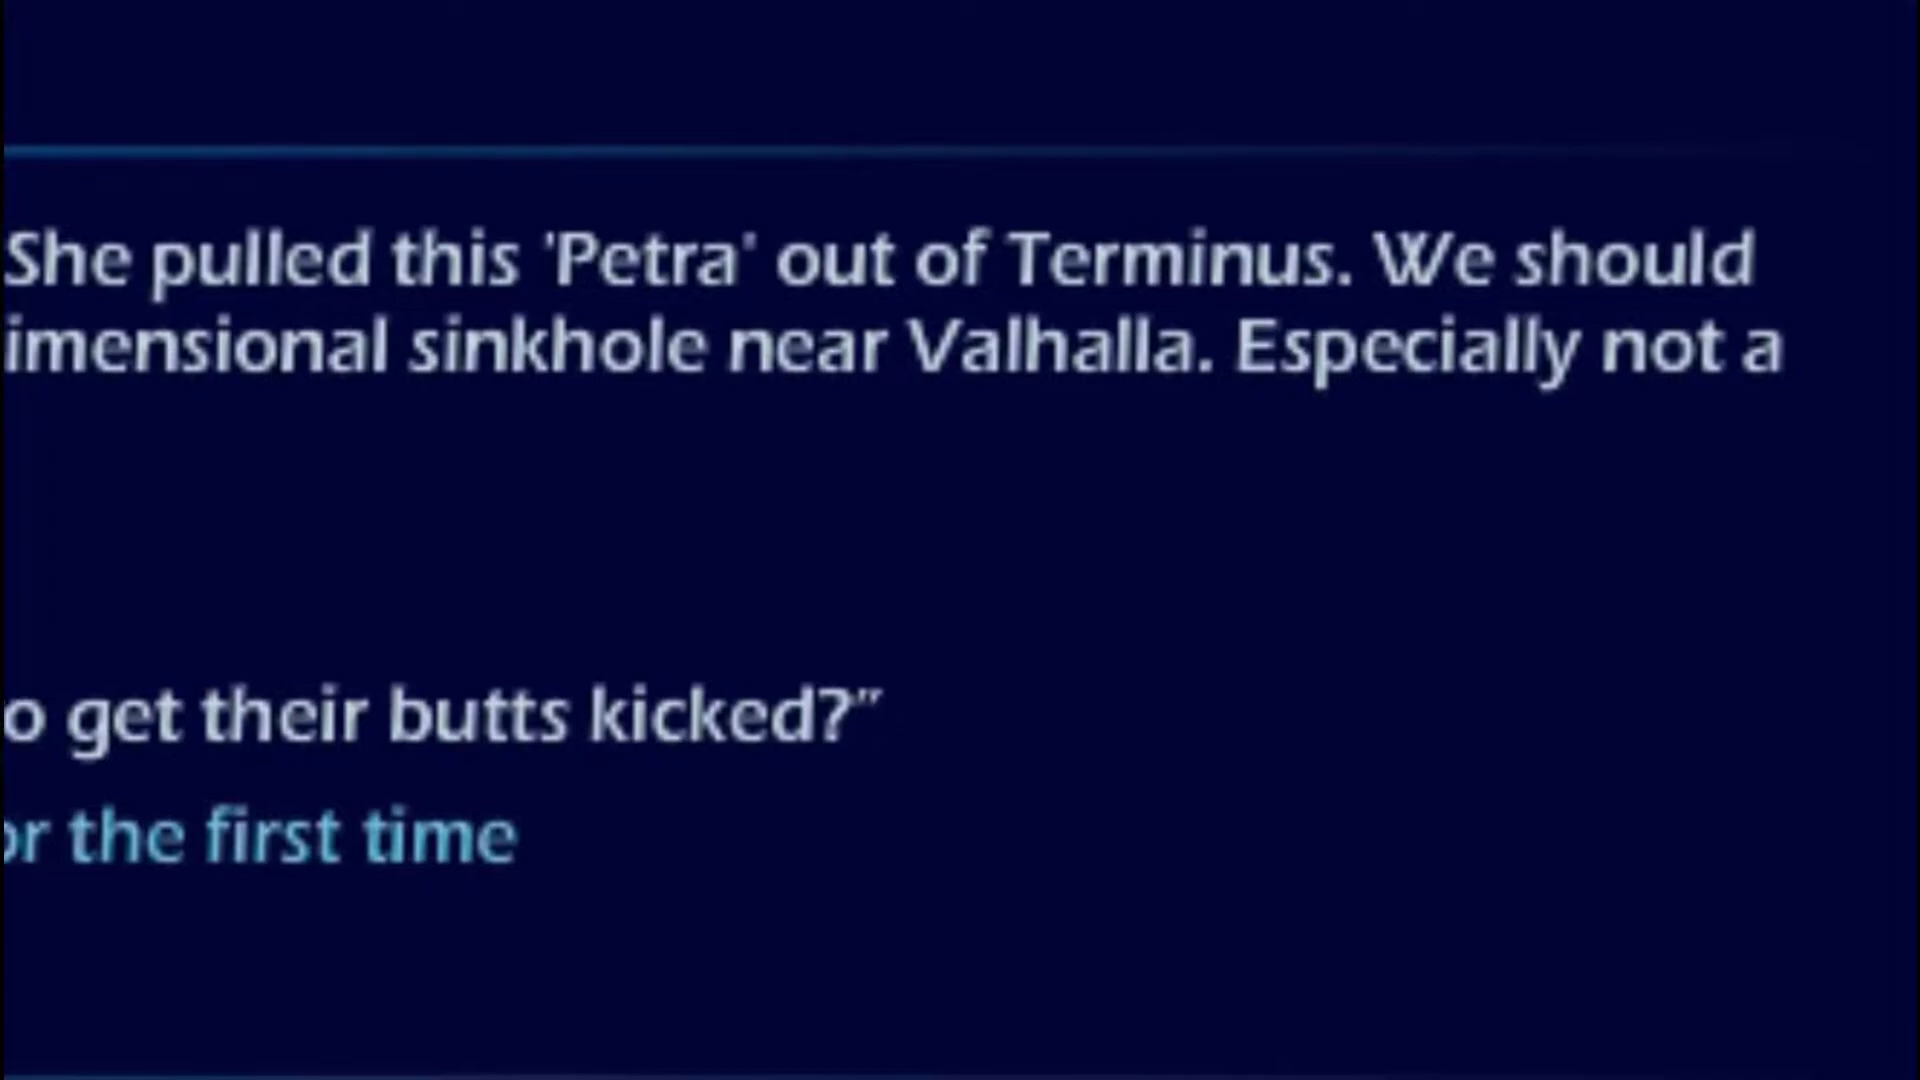 She pulled this 'Petra' out of Terminus. We should
imensional sinkhole near Valhalla. Especially not a
o get their butts kicked?"
or the first time